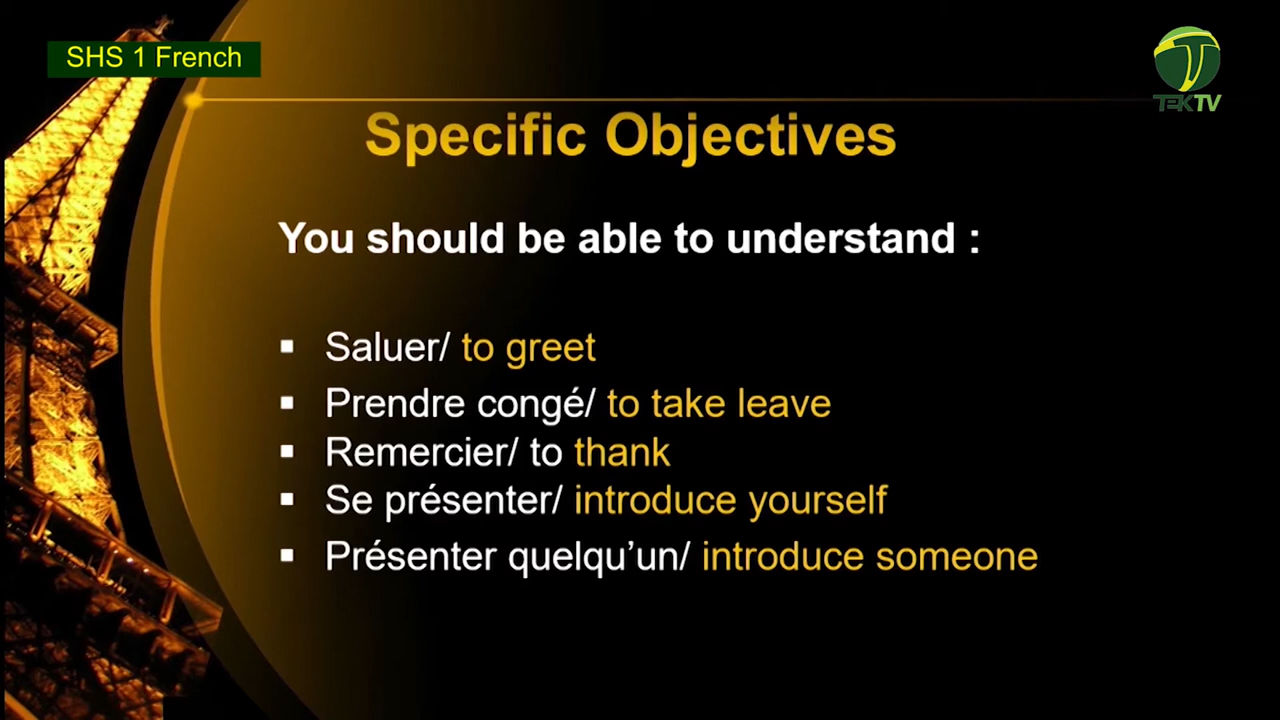 SHS 1 French
TEKTV
Specific Objectives
You should be able to understand :
▪ Saluer/ to greet
▪ Prendre congé/ to take leave
▪ Remercier/ to thank
▪ Se présenter/ introduce yourself
▪ Présenter quelqu’un/ introduce someone